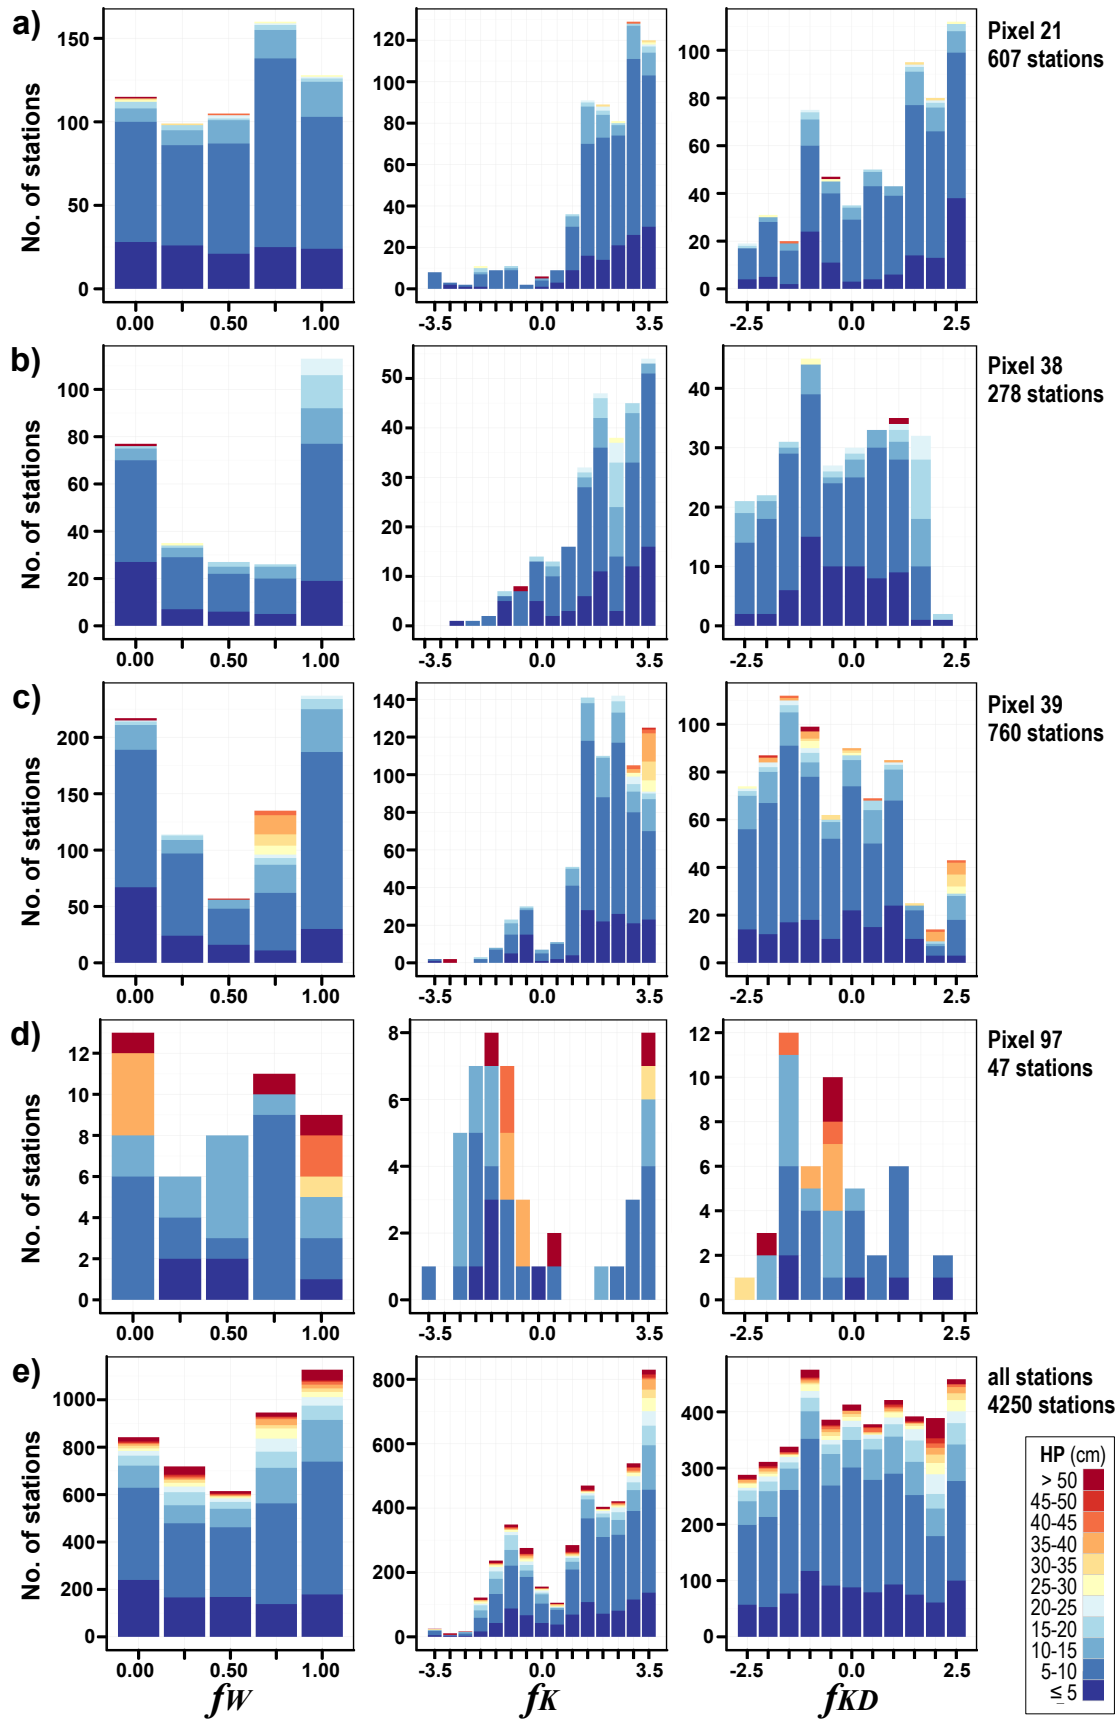 a)
No. of stations
150
100
50
0
0.00 0.50 1.00
120
100
80
60
40
20
0
-3.5 0.0 3.5
100
80
60
40
20
0
-2.5 0.0 2.5
Pixel 21
607 stations
b)
No. of stations
100
80
60
40
20
0
0.00 0.50 1.00
50
40
30
20
10
0
-3.5 0.0 3.5
40
30
20
10
0
-2.5 0.0 2.5
Pixel 38
278 stations
c)
No. of stations
200
150
100
50
0
0.00 0.50 1.00
140
120
100
80
60
40
20
0
-3.5 0.0 3.5
100
80
60
40
20
0
-2.5 0.0 2.5
Pixel 39
760 stations
d)
No. of stations
12
10
8
6
4
2
0
0.00 0.50 1.00
8
6
4
2
0
-3.5 0.0 3.5
12
10
8
6
4
2
0
-2.5 0.0 2.5
Pixel 97
47 stations
e)
No. of stations
1000
800
600
400
200
0
0.00 0.50 1.00
fW
800
600
400
200
0
-3.5 0.0 3.5
fK
400
300
200
100
0
-2.5 0.0 2.5
fKD
all stations
4250 stations
HP (cm)
> 50
45-50
40-45
35-40
30-35
25-30
20-25
15-20
10-15
5-10
≤ 5